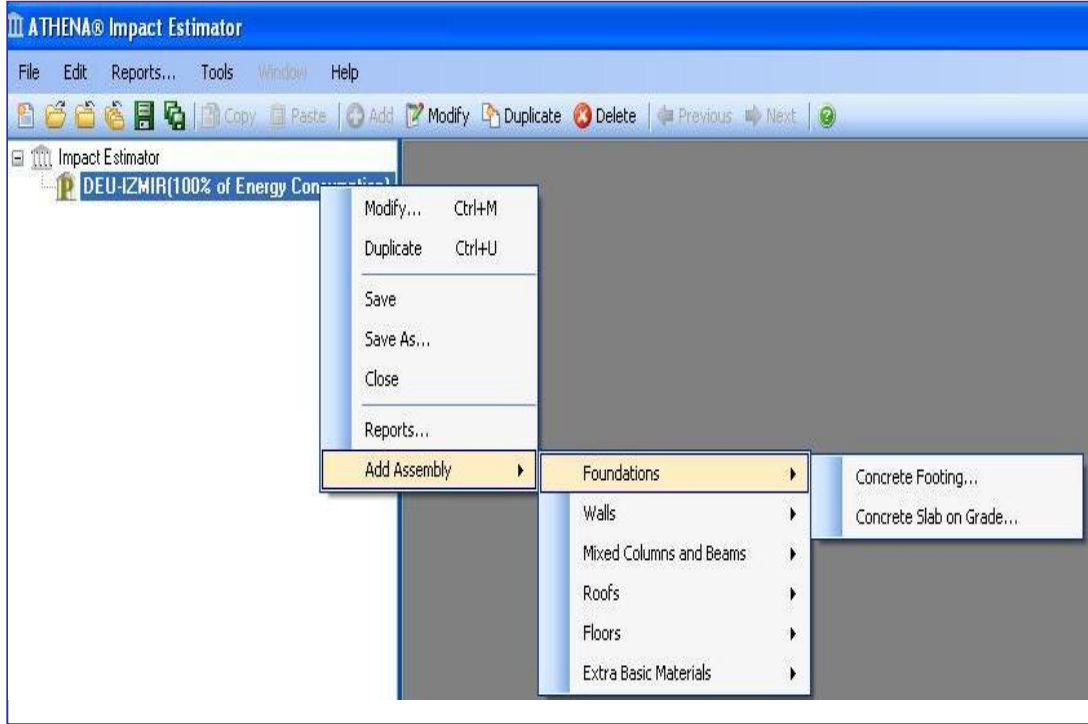 ATHENA® Impact Estimator
File Edit Reports... Tools Window Help
Copy Paste Add Modify Duplicate Delete Previous Next
Impact Estimator
DEU-IZMIR(100% of Energy Consumption)
Modify... Ctrl+M
Duplicate Ctrl+U
Save
Save As...
Close
Reports...
Add Assembly
Foundations
Walls
Mixed Columns and Beams
Roofs
Floors
Extra Basic Materials
Concrete Footing...
Concrete Slab on Grade...